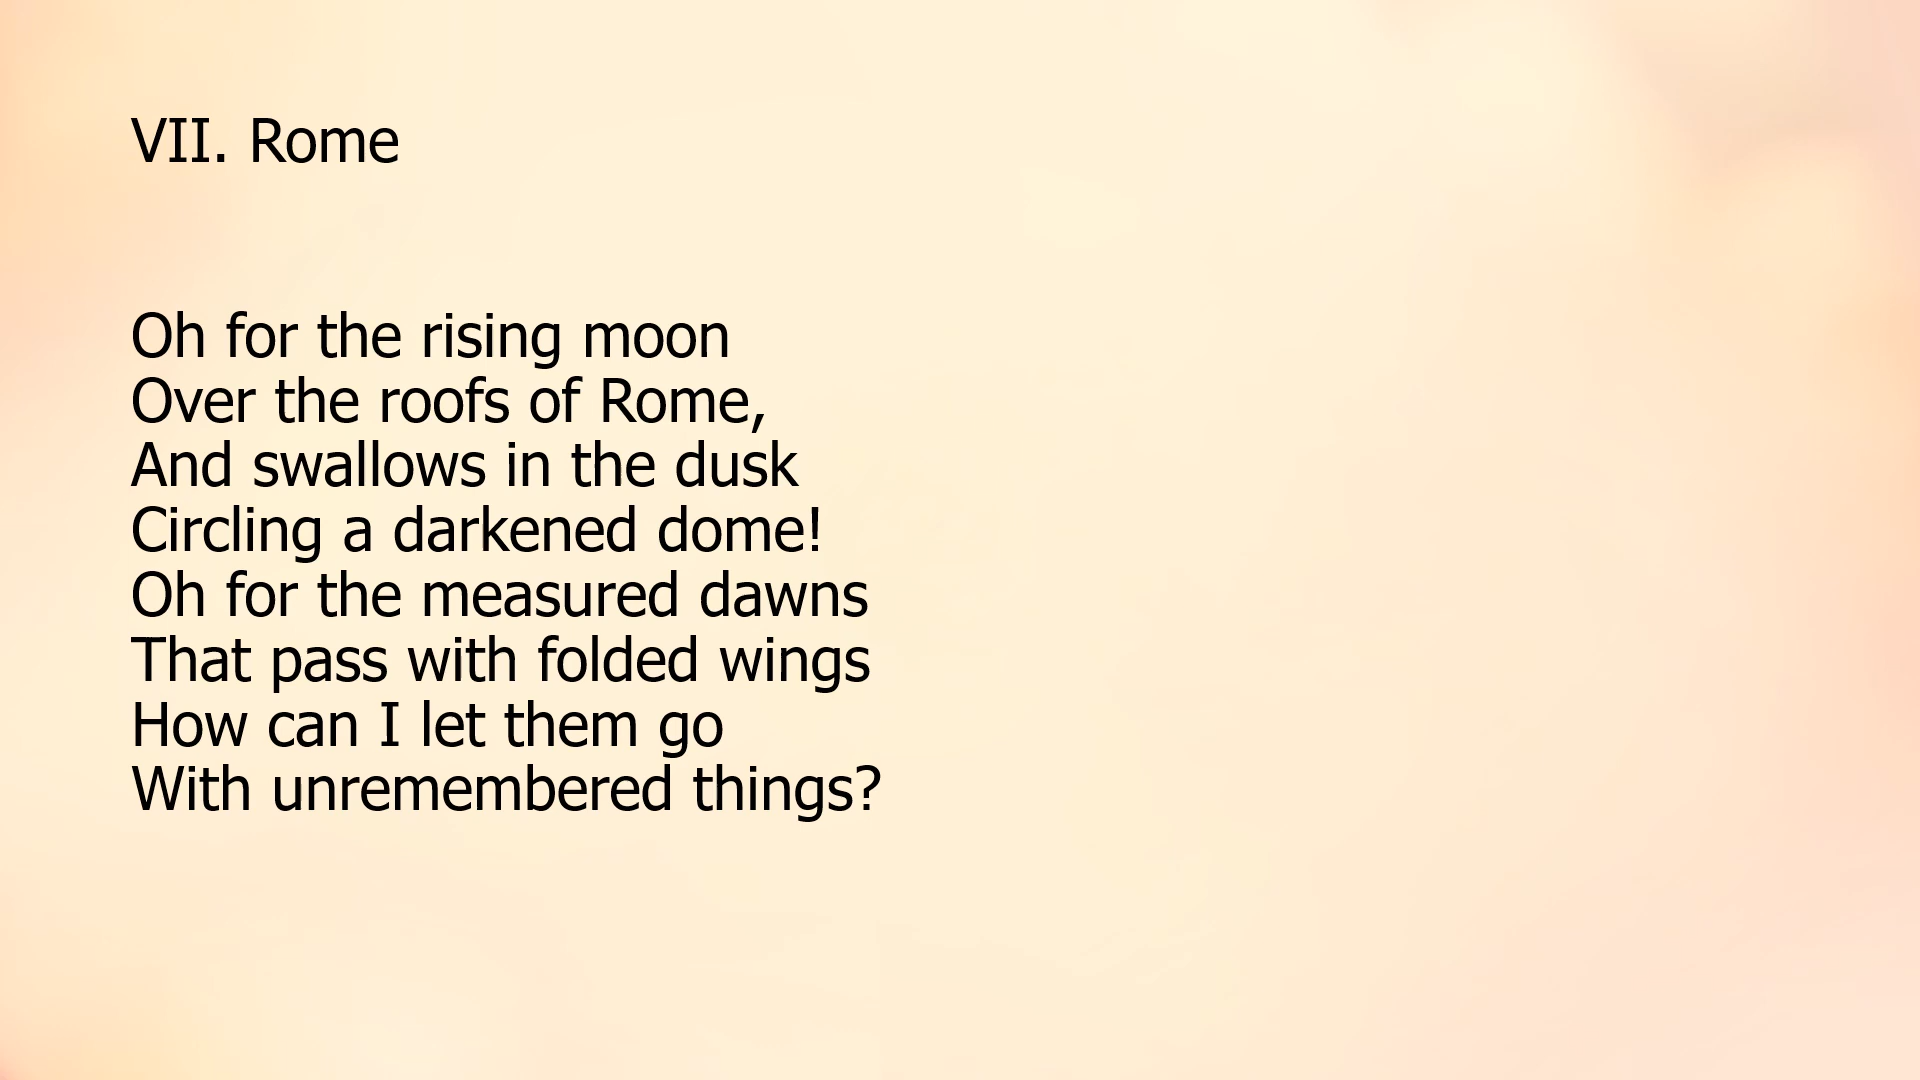 VII. Rome
Oh for the rising moon
Over the roofs of Rome,
And swallows in the dusk
Circling a darkened dome!
Oh for the measured dawns
That pass with folded wings
How can I let them go
With unremembered things?